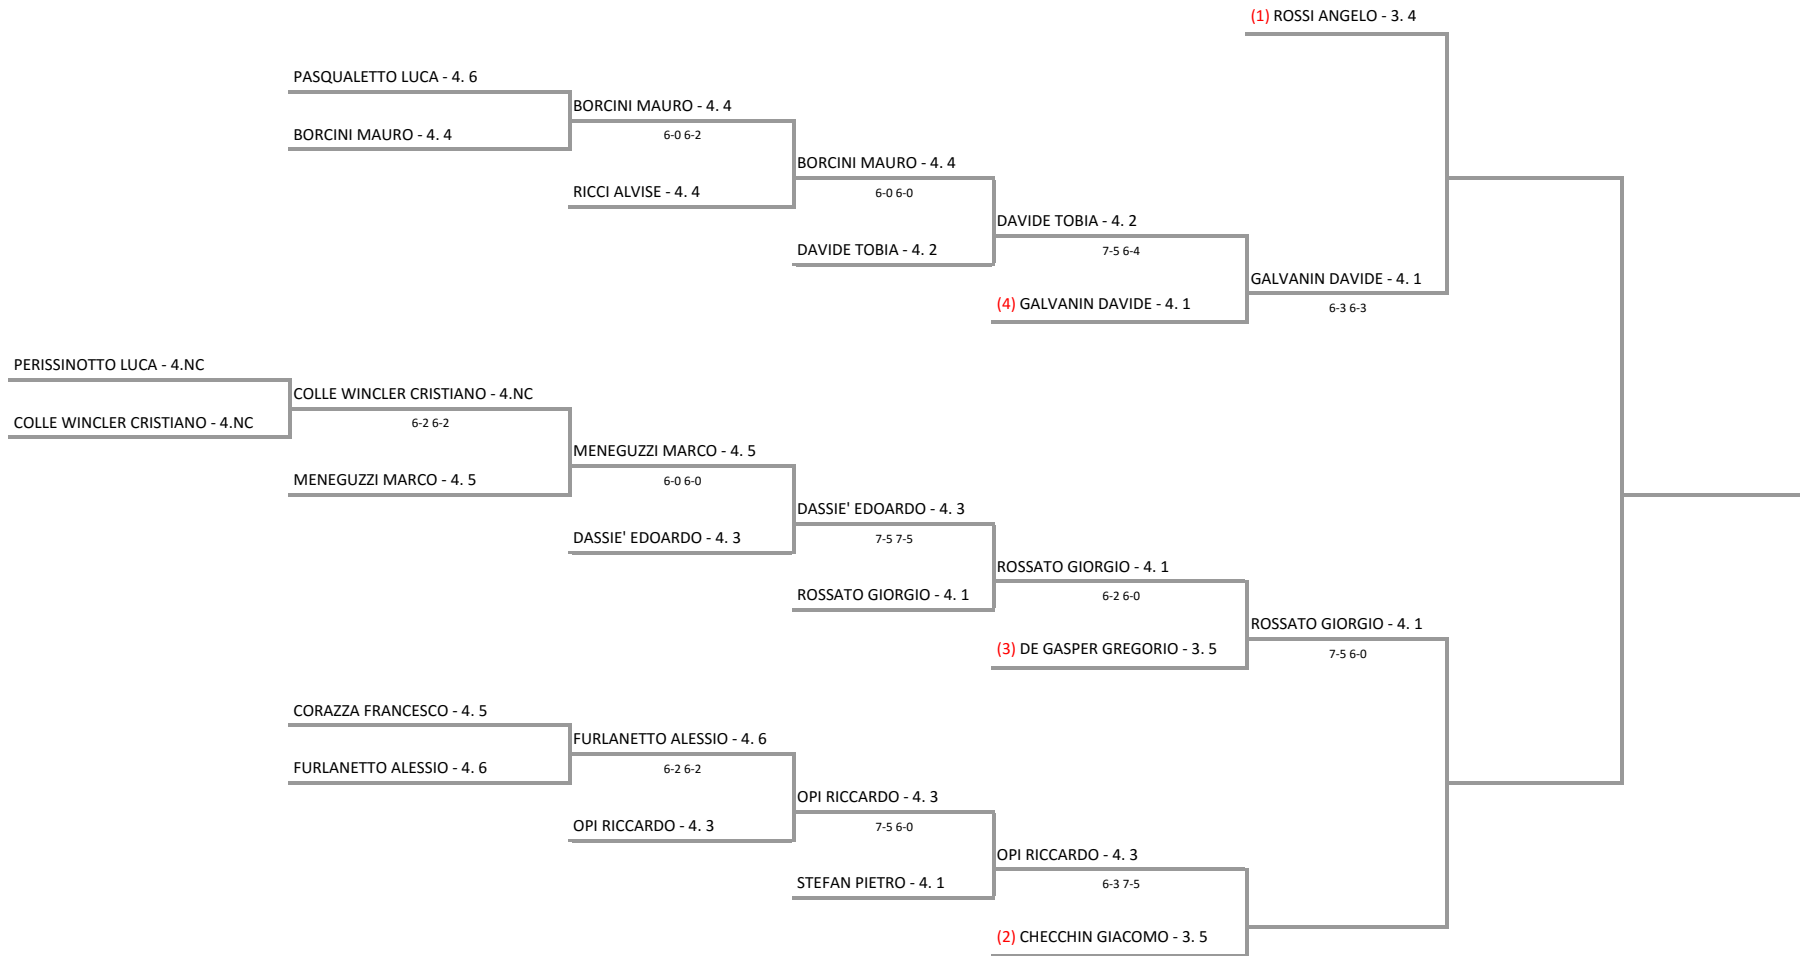 (1) ROSSI ANGELO - 3. 4
PASQUALETTO LUCA - 4. 6
BORCINI MAURO - 4. 4
BORCINI MAURO - 4. 4
6-0 6-2
BORCINI MAURO - 4. 4
RICCI ALVISE - 4. 4
6-0 6-0
DAVIDE TOBIA - 4. 2
DAVIDE TOBIA - 4. 2
7-5 6-4
GALVANIN DAVIDE - 4. 1
(4) GALVANIN DAVIDE - 4. 1
6-3 6-3
PERISSINOTTO LUCA - 4.NC
COLLE WINCLER CRISTIANO - 4.NC
COLLE WINCLER CRISTIANO - 4.NC
6-2 6-2
MENEGUZZI MARCO - 4. 5
MENEGUZZI MARCO - 4. 5
6-0 6-0
DASSIE' EDOARDO - 4. 3
DASSIE' EDOARDO - 4. 3
7-5 7-5
ROSSATO GIORGIO - 4. 1
ROSSATO GIORGIO - 4. 1
6-2 6-0
ROSSATO GIORGIO - 4. 1
(3) DE GASPER GREGORIO - 3. 5
7-5 6-0
CORAZZA FRANCESCO - 4. 5
FURLANETTO ALESSIO - 4. 6
FURLANETTO ALESSIO - 4. 6
6-2 6-2
OPI RICCARDO - 4. 3
OPI RICCARDO - 4. 3
7-5 6-0
OPI RICCARDO - 4. 3
STEFAN PIETRO - 4. 1
6-3 7-5
(2) CHECCHIN GIACOMO - 3. 5